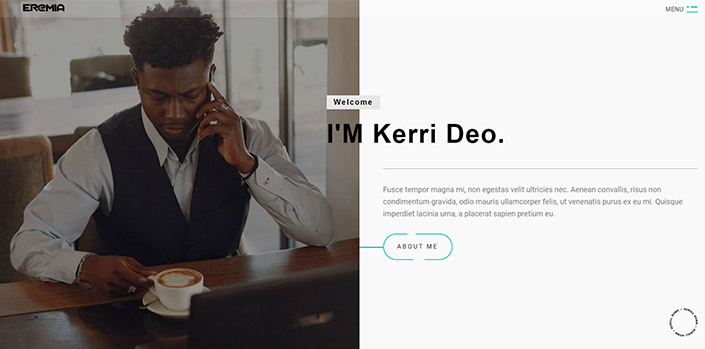 EREMIA
MENU
Welcome
I'M Kerri Deo.
Fusce tempor magna mi, non egestas velit ultricies nec. Aenean convallis, risus non
condimentum gravida, odio mauris ullamcorper felis, ut venenatis purus ex eu mi. Quisque
imperdiet lacinia urna, a placerat sapien pretium eu.
ABOUT ME